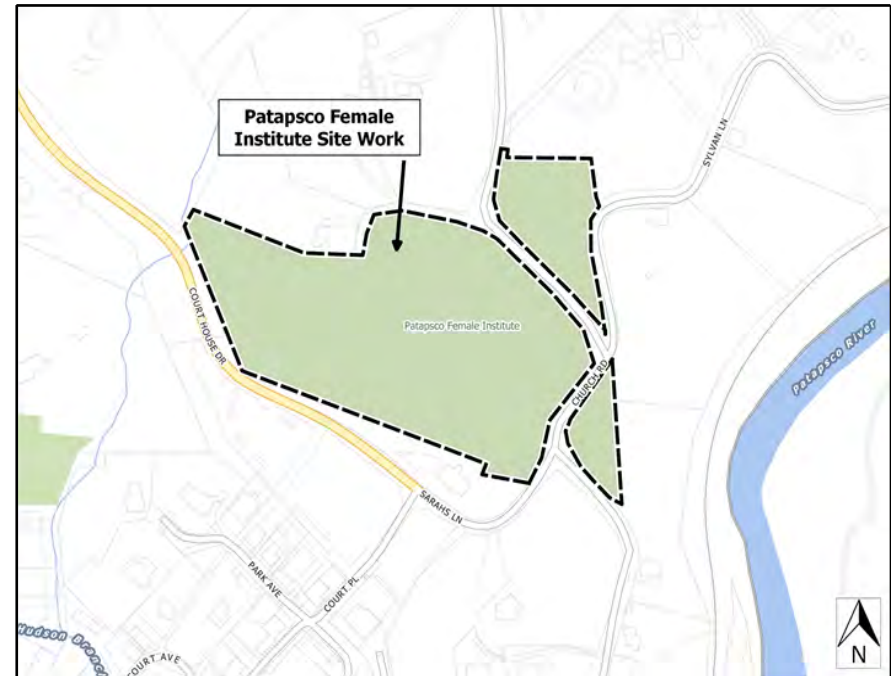 Patapsco Female
Institute Site Work
SYLVAN LN
COURT HOUSE DR
Patapsco Female Institute
CHURCH RD
Patapsco River
SARAHS LN
PARK AVE
COURT PL
Hudson Branch
COURT AVE
N